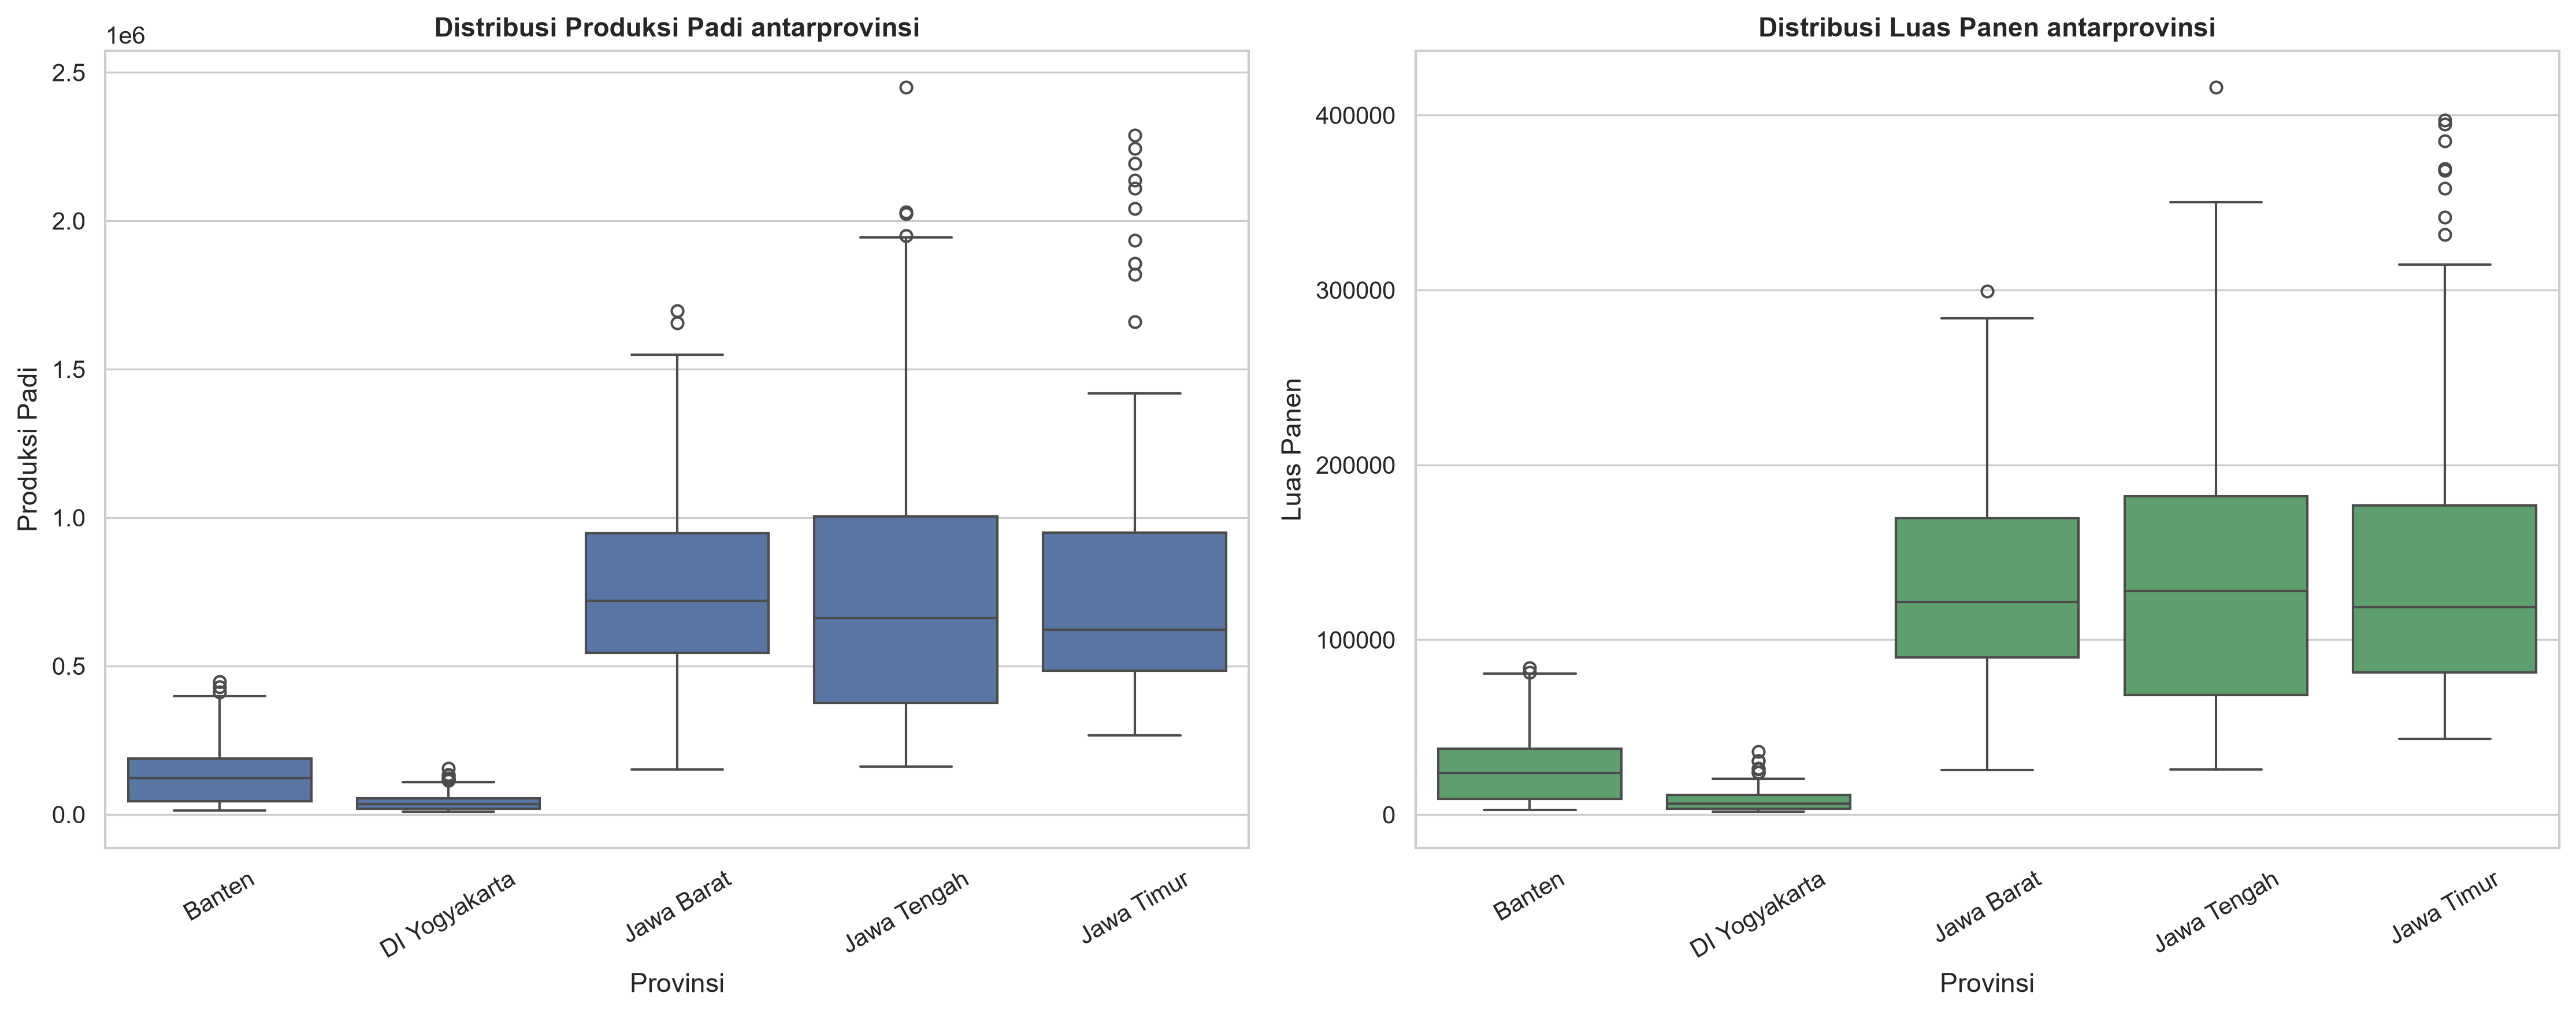 Distribusi Produksi Padi antarprovinsi
1e6
2.5
2.0
1.5
1.0
0.5
0.0
Produksi Padi
Banten
DI Yogyakarta
Jawa Barat
Jawa Tengah
Jawa Timur
Provinsi
Distribusi Luas Panen antarprovinsi
400000
300000
200000
100000
0
Luas Panen
Banten
DI Yogyakarta
Jawa Barat
Jawa Tengah
Jawa Timur
Provinsi